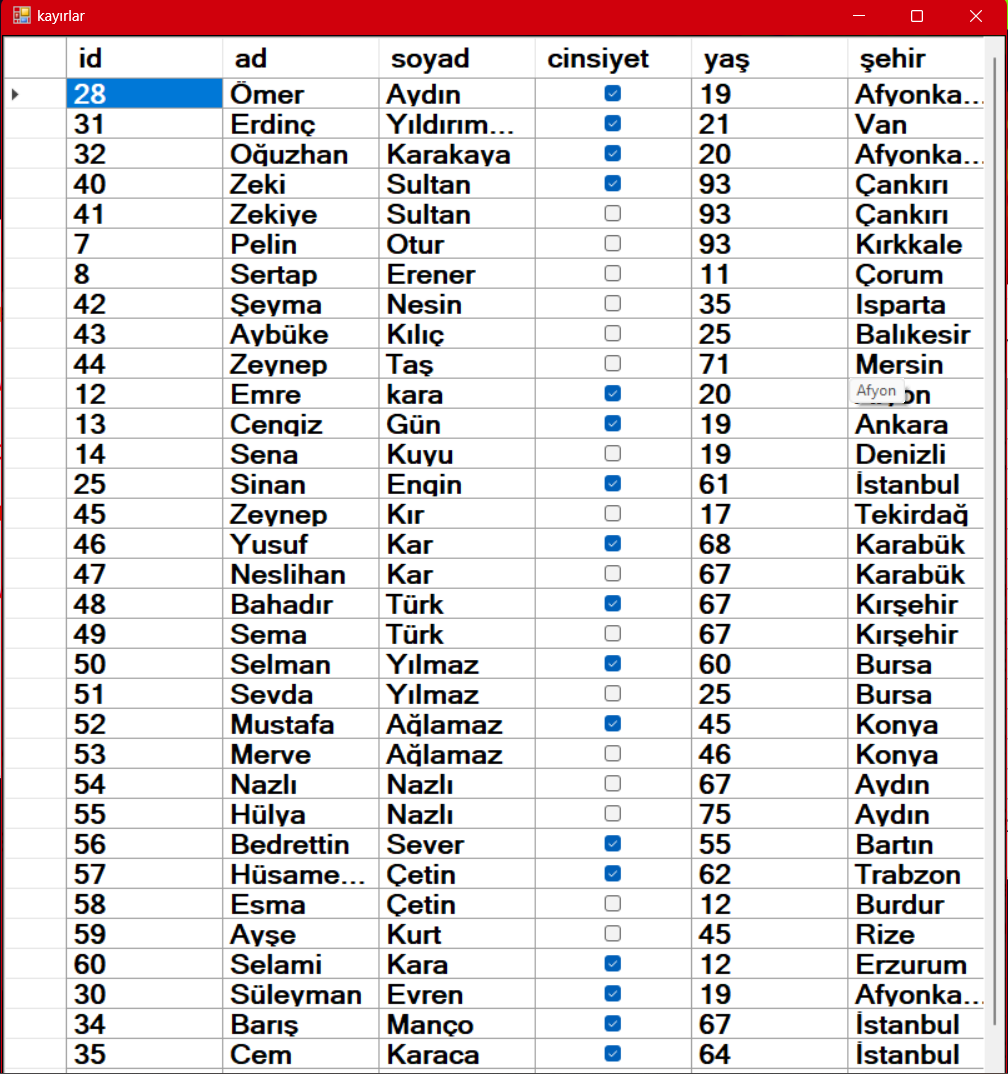 kayırlar
id ad soyad cinsiyet yaş şehir
28 Ömer Aydın 19 Afyonka...
31 Erdinç Yıldırım... 21 Van
32 Oğuzhan Karakaya 20 Afyonka...
40 Zeki Sultan 93 Çankırı
41 Zekiye Sultan 93 Çankırı
7 Pelin Otur 93 Kırkkale
8 Sertap Erener 11 Çorum
42 Şeyma Nesin 35 Isparta
43 Aybüke Kılıç 25 Balıkesir
44 Zeynep Taş 71 Mersin
12 Emre kara 20 Afyon
13 Cengiz Gün 19 Ankara
14 Sena Kuyu 19 Denizli
25 Sinan Engin 61 İstanbul
45 Zeynep Kır 17 Tekirdağ
46 Yusuf Kar 68 Karabük
47 Neslihan Kar 67 Karabük
48 Bahadır Türk 67 Kırşehir
49 Sema Türk 67 Kırşehir
50 Selman Yılmaz 60 Bursa
51 Sevda Yılmaz 25 Bursa
52 Mustafa Ağlamaz 45 Konya
53 Merve Ağlamaz 46 Konya
54 Nazlı Nazlı 67 Aydın
55 Hülya Nazlı 75 Aydın
56 Bedrettin Sever 55 Bartın
57 Hüsame... Çetin 62 Trabzon
58 Esma Çetin 12 Burdur
59 Ayşe Kurt 45 Rize
60 Selami Kara 12 Erzurum
30 Süleyman Evren 19 Afyonka...
34 Barış Manço 67 İstanbul
35 Cem Karaca 64 İstanbul